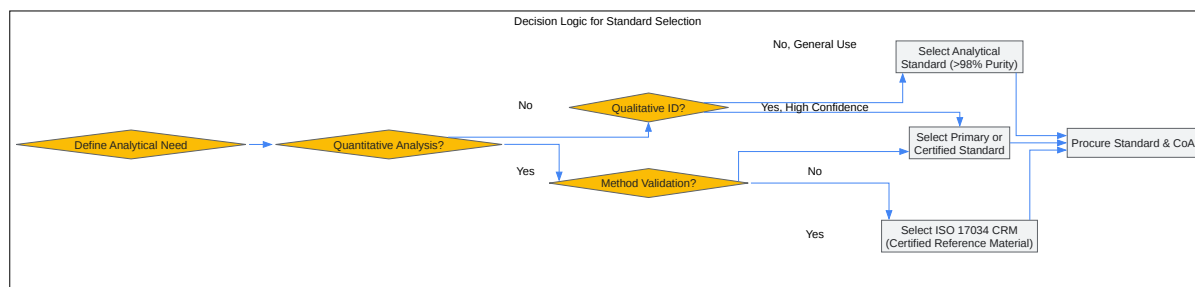 Decision Logic for Standard Selection
No, General Use
Select Analytical
Standard (>98% Purity)
No
Qualitative ID?
Yes, High Confidence
Define Analytical Need
Quantitative Analysis?
Select Primary or
Certified Standard
Procure Standard & CoA
Yes
Method Validation?
No
Yes
Select ISO 17034 CRM
(Certified Reference Material)